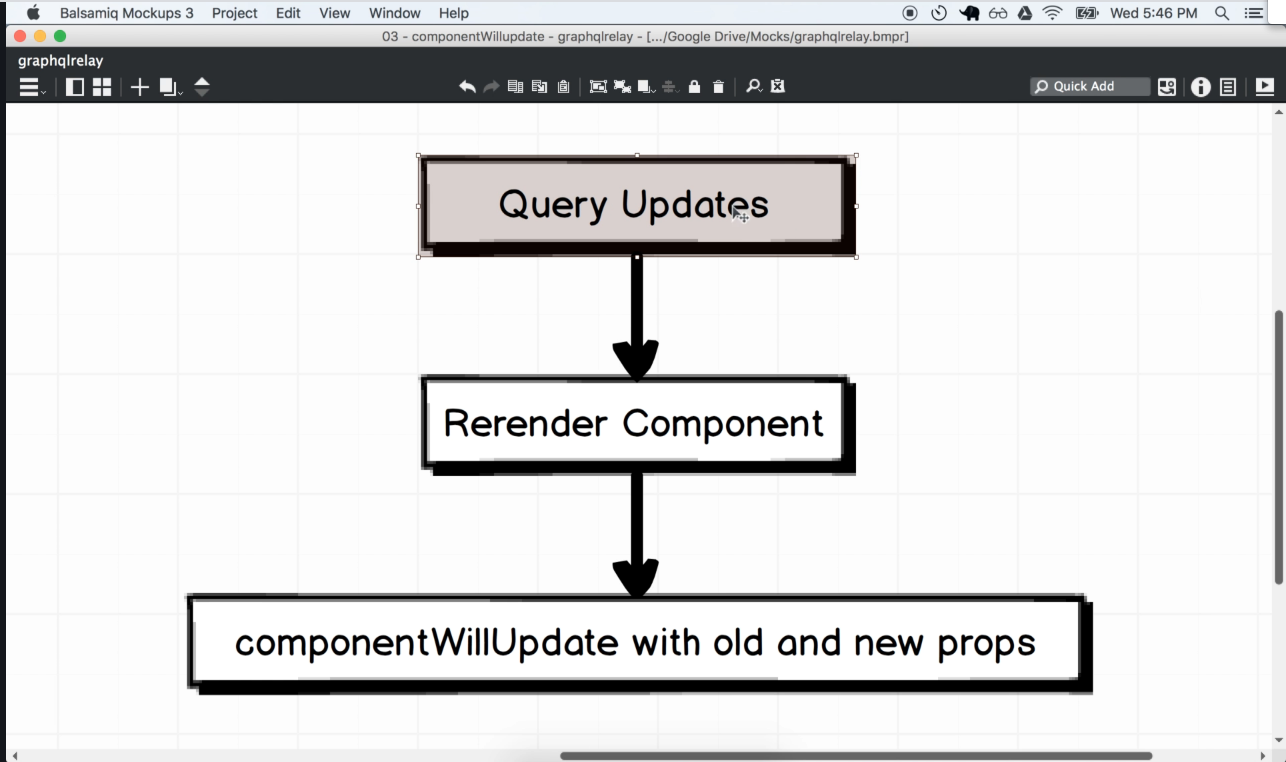 Balsamiq Mockups 3 Project Edit View Window Help Wed 5:46 PM
03 - componentWillupdate - graphqlrelay - [.../Google Drive/Mocks/graphqlrelay.bmpr]
graphqlrelay
Quick Add
Query Updates
Rerender Component
componentWillUpdate with old and new props